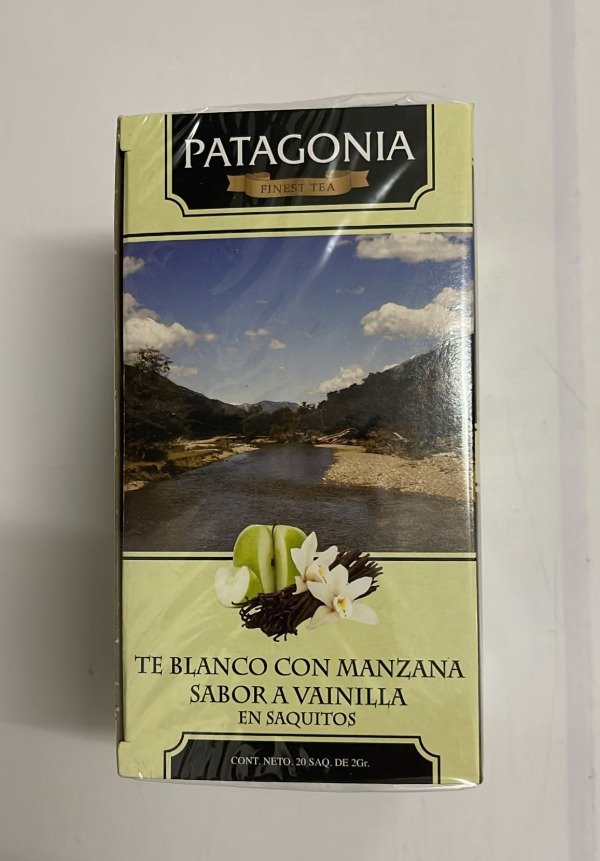 PATAGONIA
FINEST TEA
TE BLANCO CON MANZANA
SABOR A VAINILLA
EN SAQUITOS
CONT. NETO. 20 SAQ. DE 2Gr.